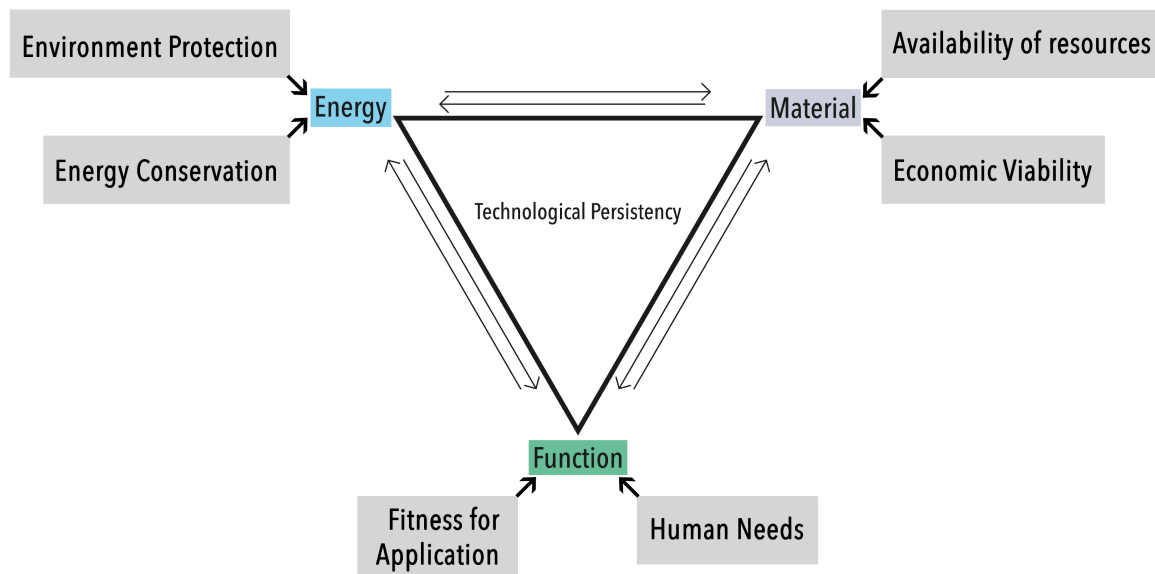 Environment Protection
Availability of resources
Energy
Material
Energy Conservation
Economic Viability
Technological Persistency
Function
Fitness for
Application
Human Needs